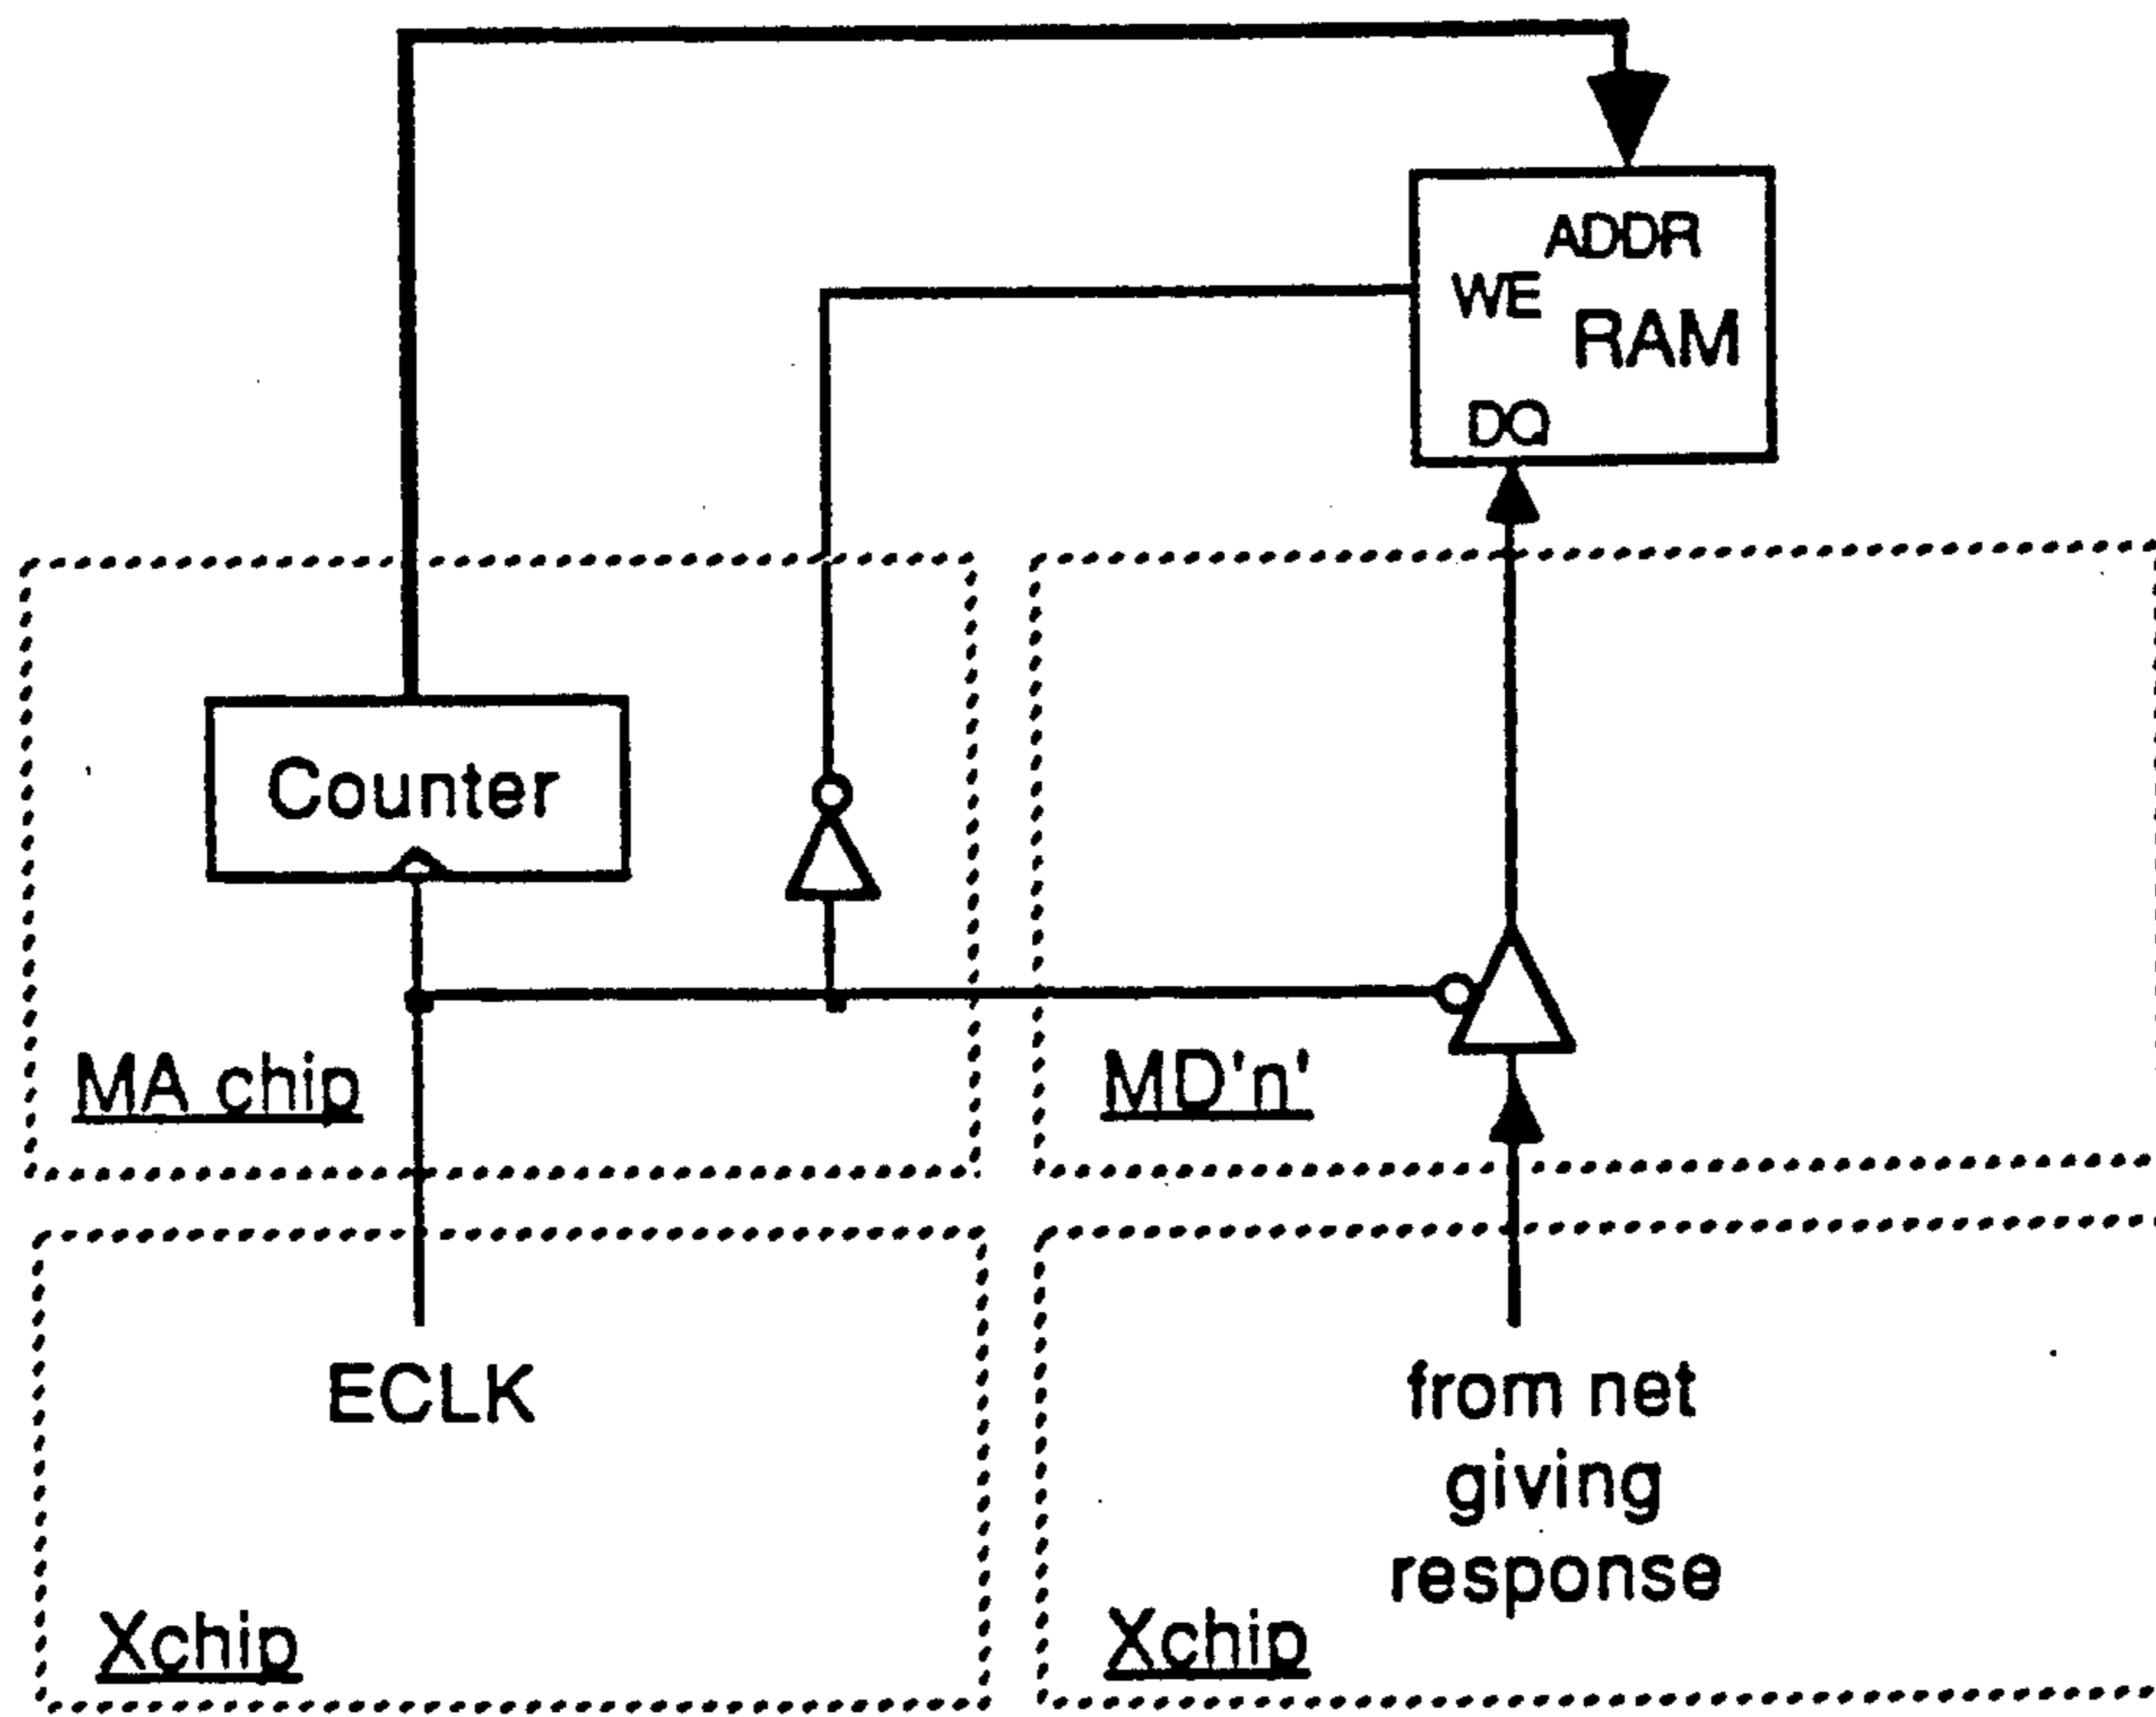 ADDR
WE
RAM
DQ
Counter
MA chip
MD'n'
ECLK
from net
giving
response
Xchip
Xchip